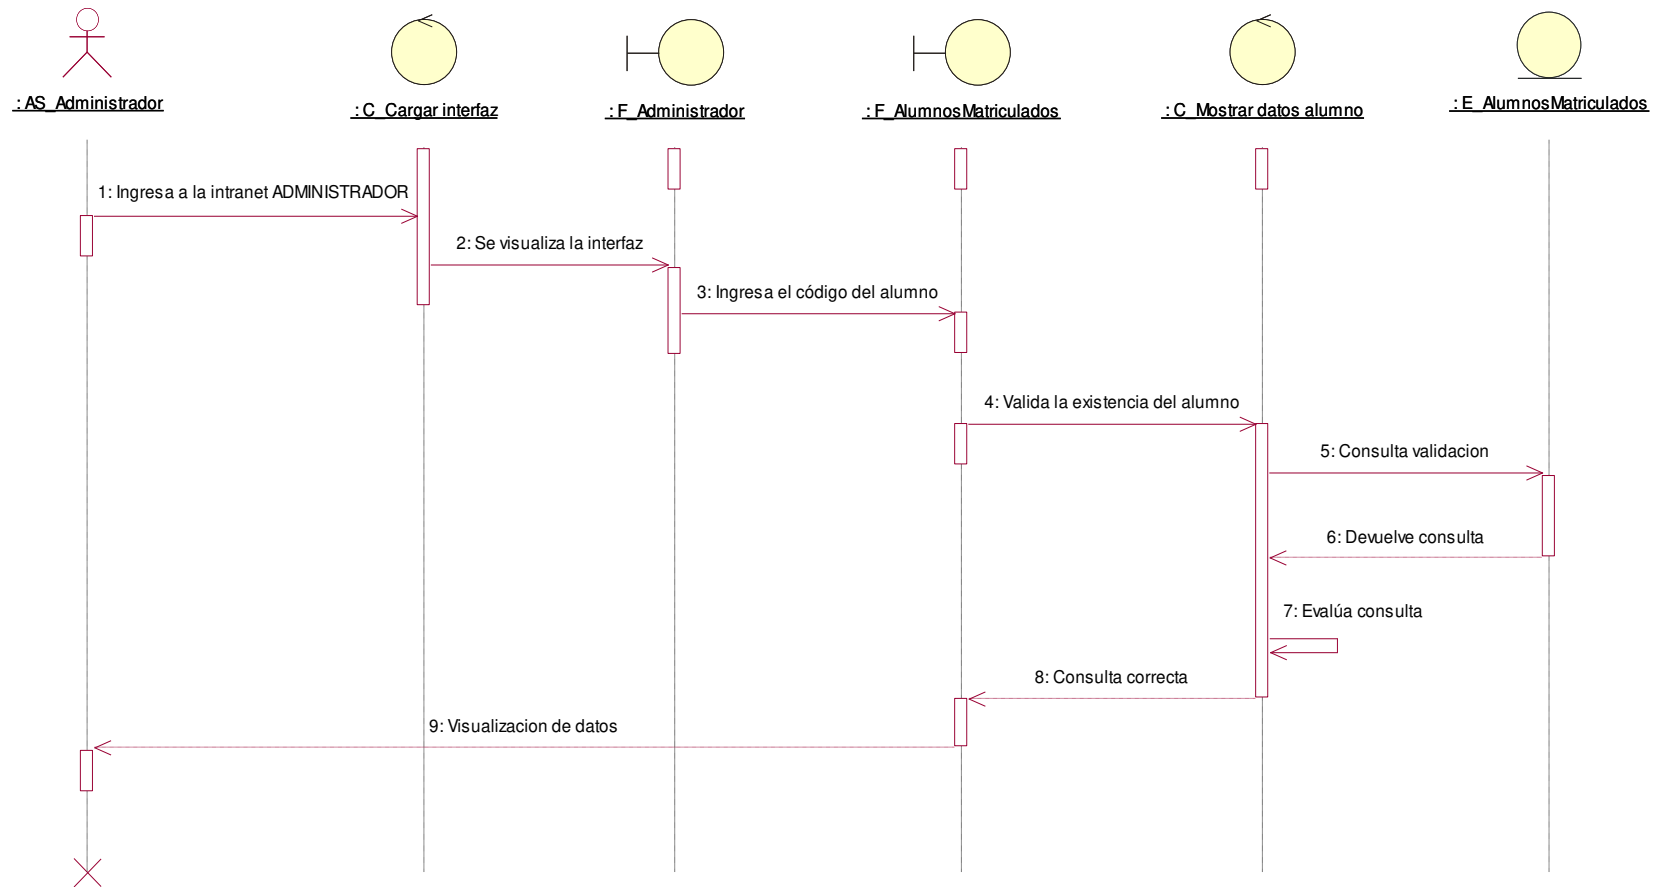 : AS_Administrador
: C_Cargar interfaz
: F_Administrador
: F_AlumnosMatriculados
: C_Mostrar datos alumno
: E_AlumnosMatriculados
1: Ingresa a la intranet ADMINISTRADOR
2: Se visualiza la interfaz
3: Ingresa el código del alumno
4: Valida la existencia del alumno
5: Consulta validacion
6: Devuelve consulta
7: Evalúa consulta
8: Consulta correcta
9: Visualizacion de datos